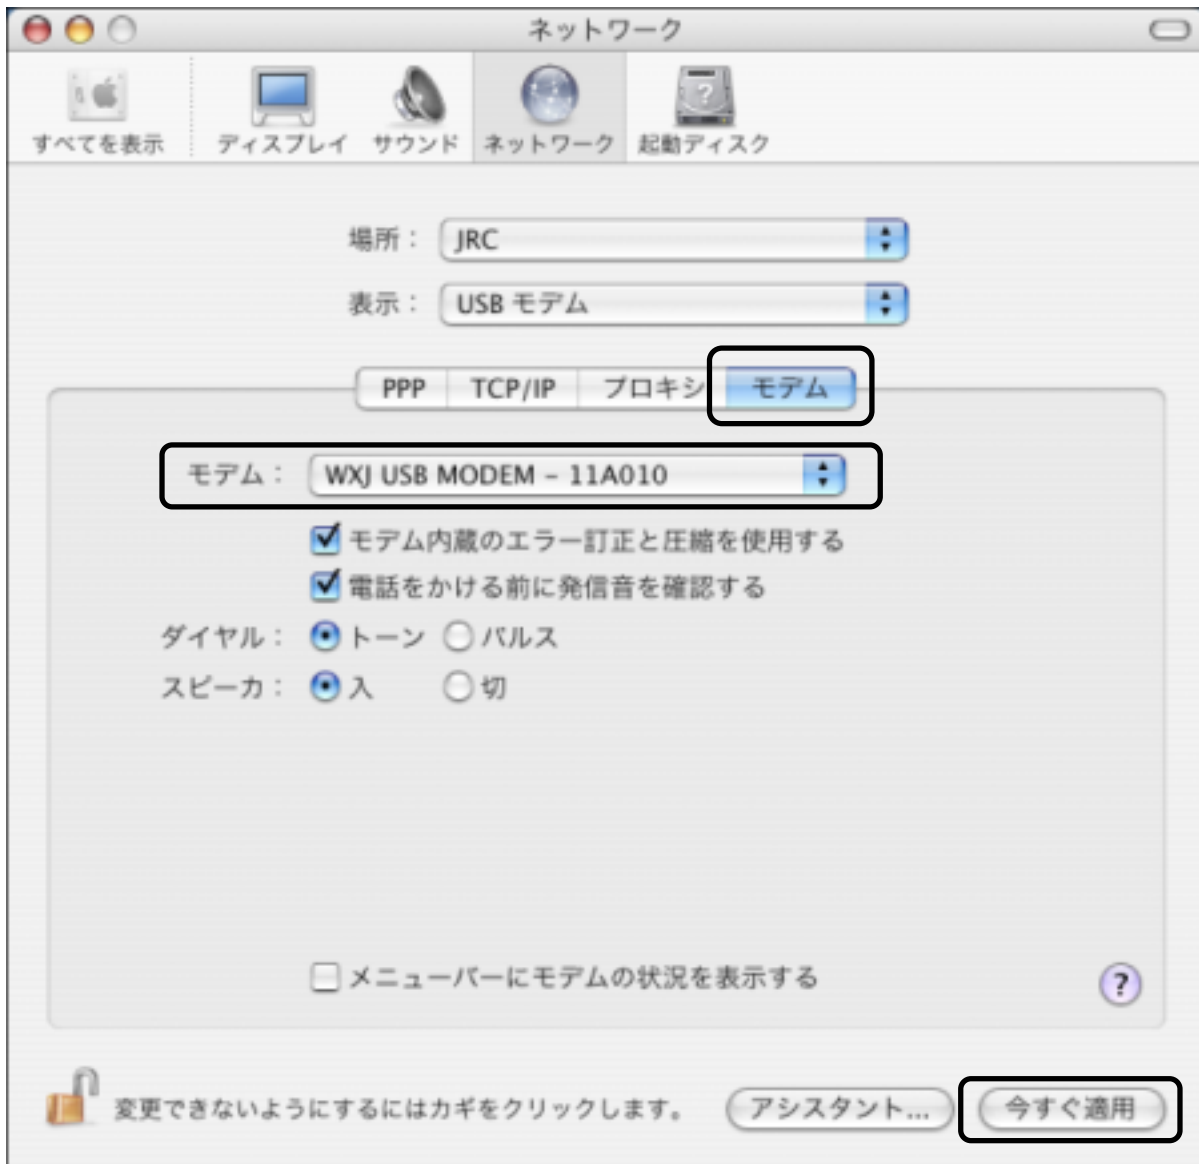 ネットワーク
すべてを表示 ディスプレイ サウンド ネットワーク 起動ディスク
場所： JRC
表示： USB モデム
PPP TCP/IP プロキシ モデム
モデム： WXJ USB MODEM – 11A010
モデム内蔵のエラー訂正と圧縮を使用する
電話をかける前に発信音を確認する
ダイヤル： トーン パルス
スピーカ： 入 切
メニューバーにモデムの状況を表示する
?
変更できないようにするにはカギをクリックします。 アシスタント... 今すぐ適用